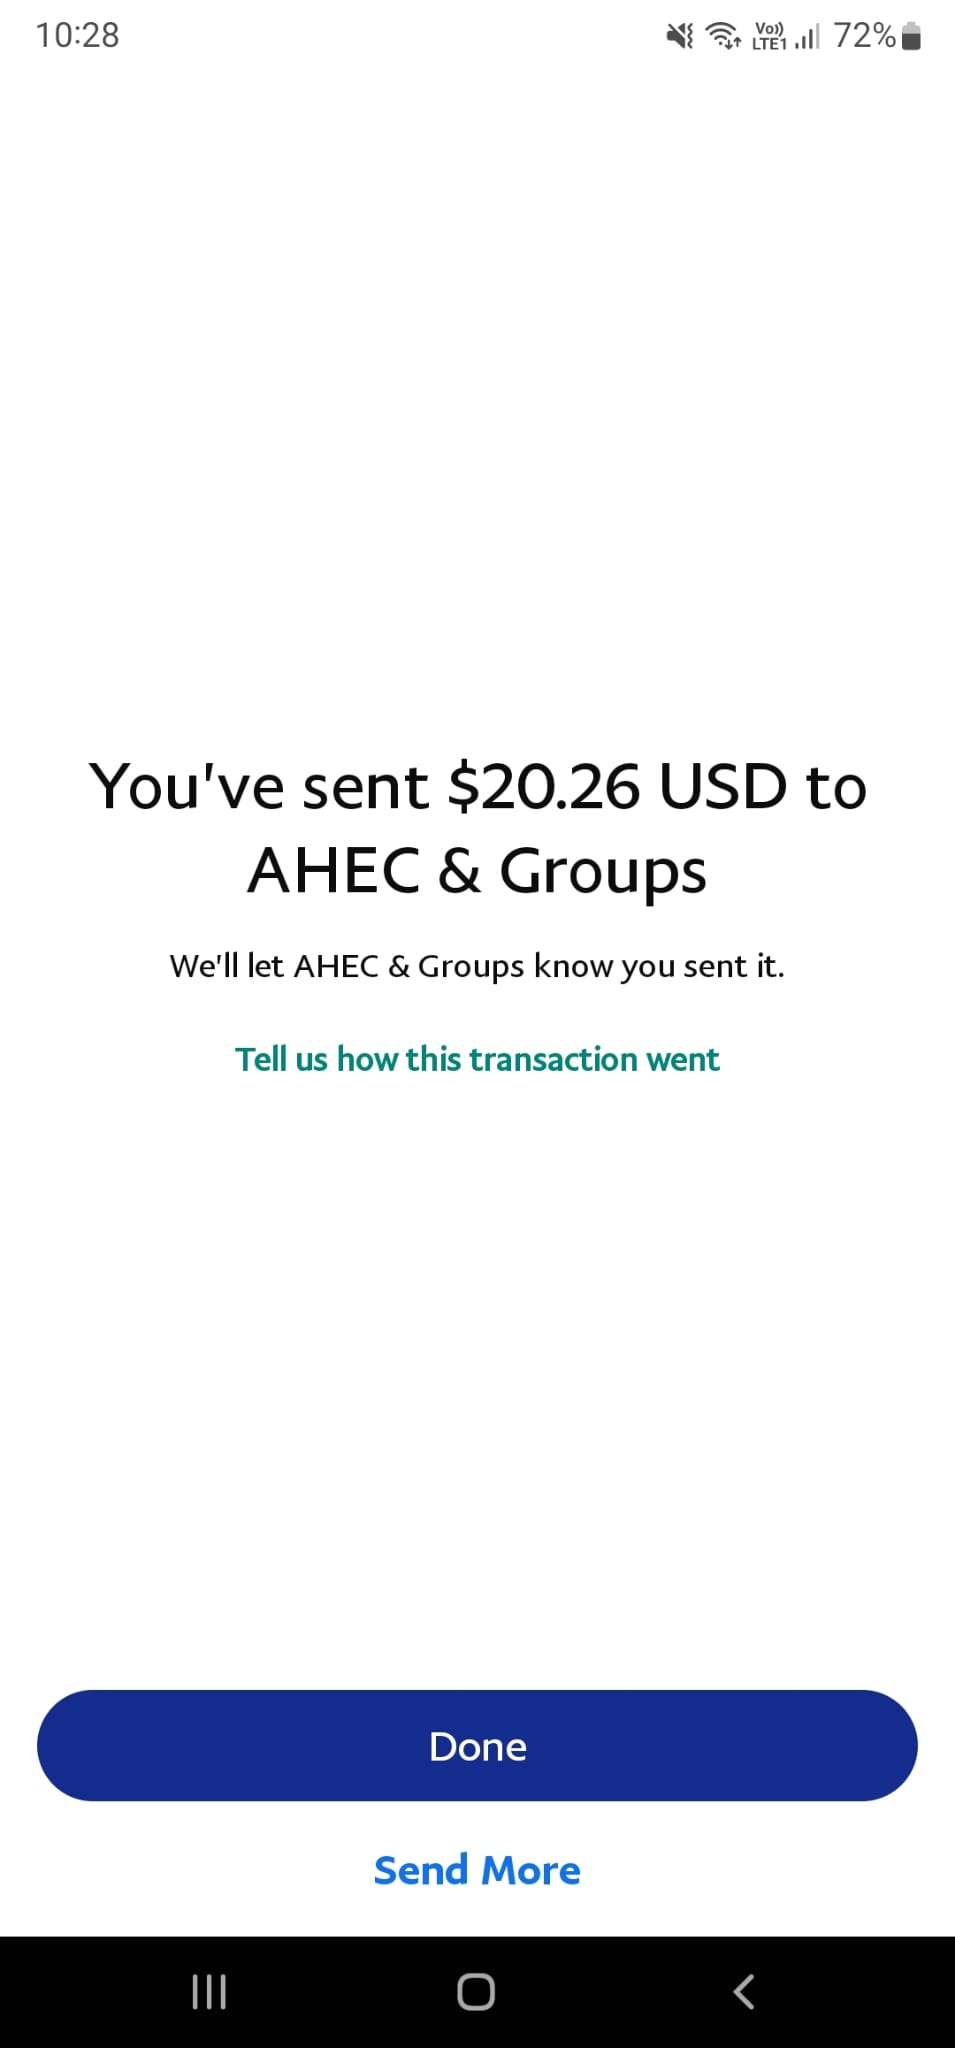 10:28
Vo)) LTE1 72%
You've sent $20.26 USD to
AHEC & Groups
We'll let AHEC & Groups know you sent it.
Tell us how this transaction went
Done
Send More